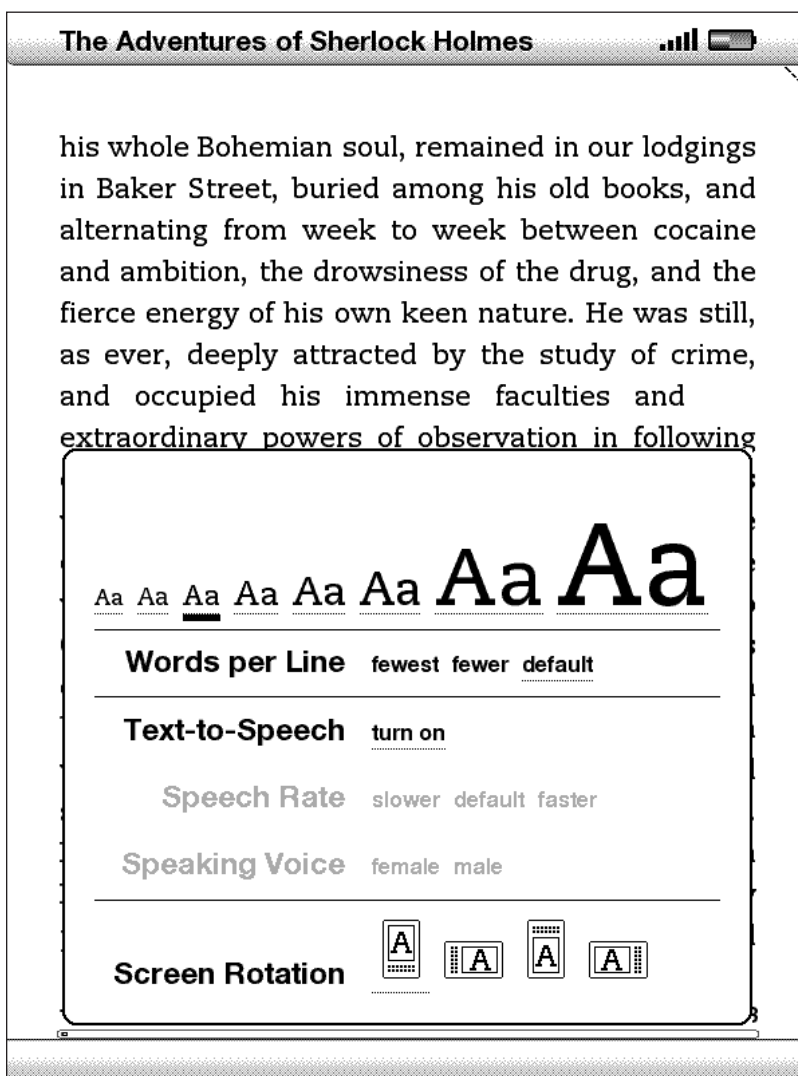 The Adventures of Sherlock Holmes
his whole Bohemian soul, remained in our lodgings
in Baker Street, buried among his old books, and
alternating from week to week between cocaine
and ambition, the drowsiness of the drug, and the
fierce energy of his own keen nature. He was still,
as ever, deeply attracted by the study of crime,
and occupied his immense faculties and
extraordinary powers of observation in following
Aa Aa Aa Aa Aa Aa Aa Aa
Words per Line fewest fewer default
Text-to-Speech turn on
Speech Rate slower default faster
Speaking Voice female male
Screen Rotation A A A A